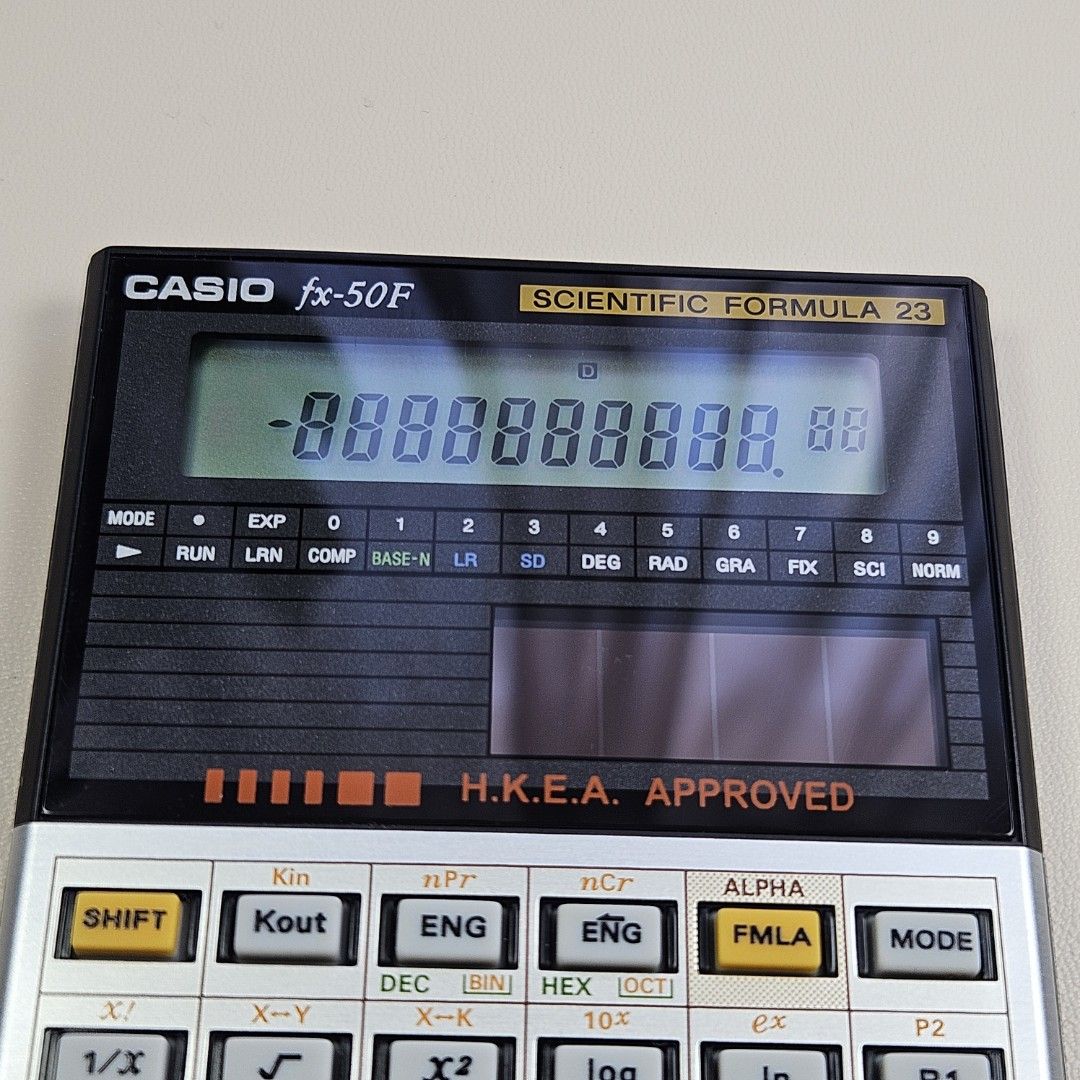 CASIO fx-50F SCIENTIFIC FORMULA 23
D
-8888888888. 88
MODE • EXP 0 1 2 3 4 5 6 7 8 9
► RUN LRN COMP BASE-N LR SD DEG RAD GRA FIX SCI NORM
H.K.E.A. APPROVED
Kin nPr nCr ALPHA
SHIFT Kout ENG ENG FMLA MODE
DEC BIN HEX OCT
x! X↔Y X↔K 10x ex P2
1/x √ x² log ln P1